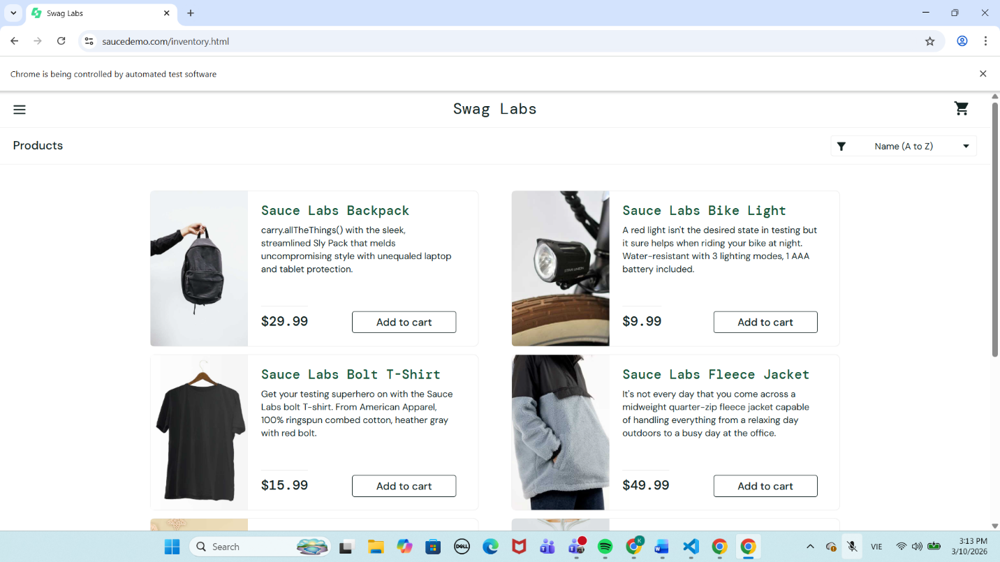 Swag Labs
saucedemo.com/inventory.html
Chrome is being controlled by automated test software
Swag Labs
Products
Name (A to Z)
Sauce Labs Backpack
carry.allTheThings() with the sleek,
streamlined Sly Pack that melds
uncompromising style with unequaled laptop
and tablet protection.
$29.99
Add to cart
Sauce Labs Bike Light
A red light isn't the desired state in testing but
it sure helps when riding your bike at night.
Water-resistant with 3 lighting modes, 1 AAA
battery included.
$9.99
Add to cart
Sauce Labs Bolt T-Shirt
Get your testing superhero on with the Sauce
Labs bolt T-shirt. From American Apparel,
100% ringspun combed cotton, heather gray
with red bolt.
$15.99
Add to cart
Sauce Labs Fleece Jacket
It's not every day that you come across a
midweight quarter-zip fleece jacket capable
of handling everything from a relaxing day
outdoors to a busy day at the office.
$49.99
Add to cart
Search
DELL
K
W
VIE
3:13 PM
3/10/2026